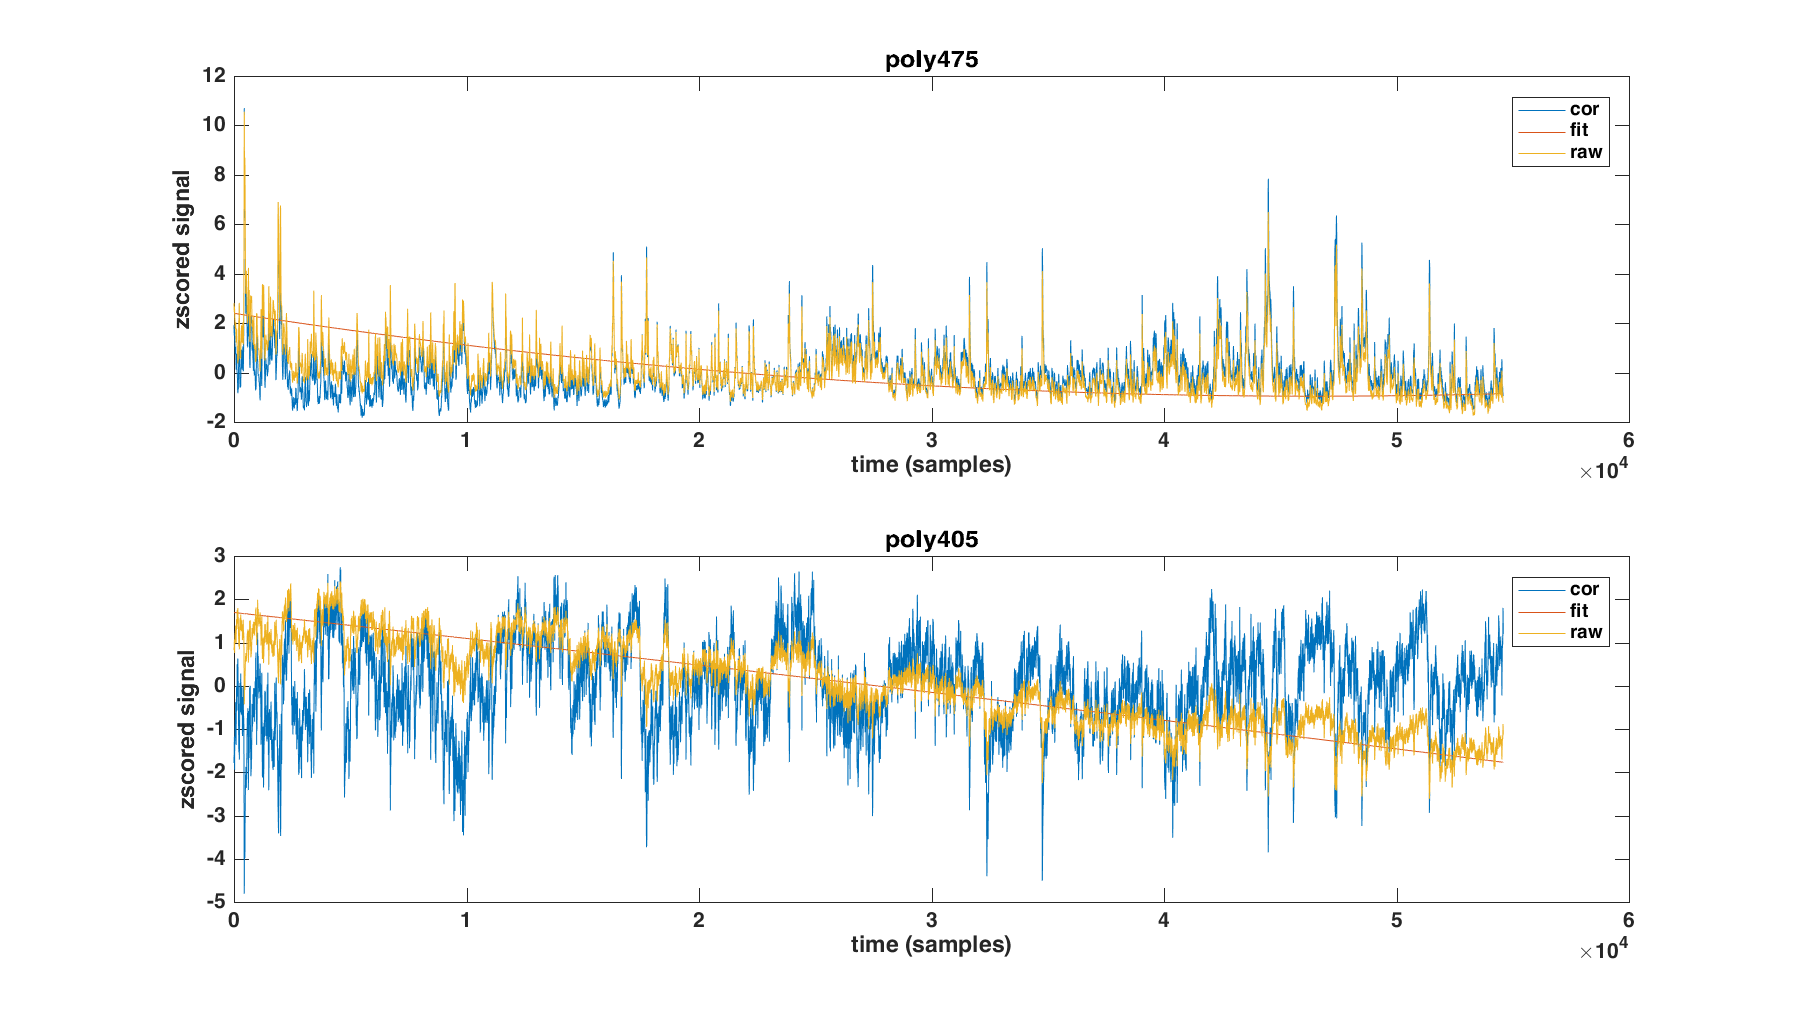 poly475
12
10
8
6
4
2
0
-2
zscored signal
cor
fit
raw
0 1 2 3 4 5 6
time (samples)
×10^4
poly405
3
2
1
0
-1
-2
-3
-4
-5
zscored signal
cor
fit
raw
0 1 2 3 4 5 6
time (samples)
×10^4